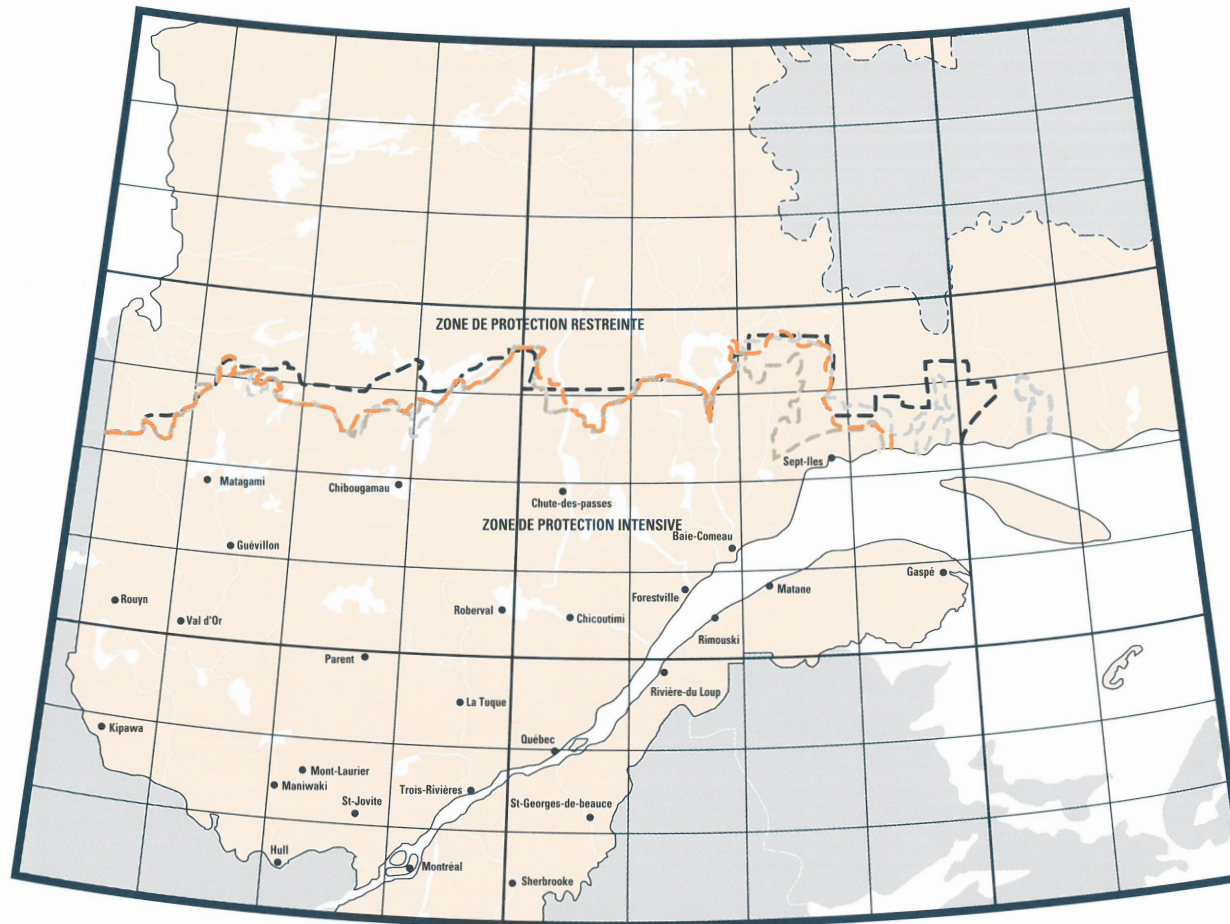 ZONE DE PROTECTION RESTREINTE
Sept-Iles
Matagami
Chibougamau
Chute-des-passes
ZONE DE PROTECTION INTENSIVE
Baie-Comeau
Guévillon
Gaspé
Matane
Forestville
Rouyn
Roberval
Chicoutimi
Val d'Or
Rimouski
Parent
Rivière-du Loup
La Tuque
Kipawa
Québec
Mont-Laurier
Maniwaki
Trois-Rivières
St-Jovite
St-Georges-de-beauce
Hull
Montréal
Sherbrooke